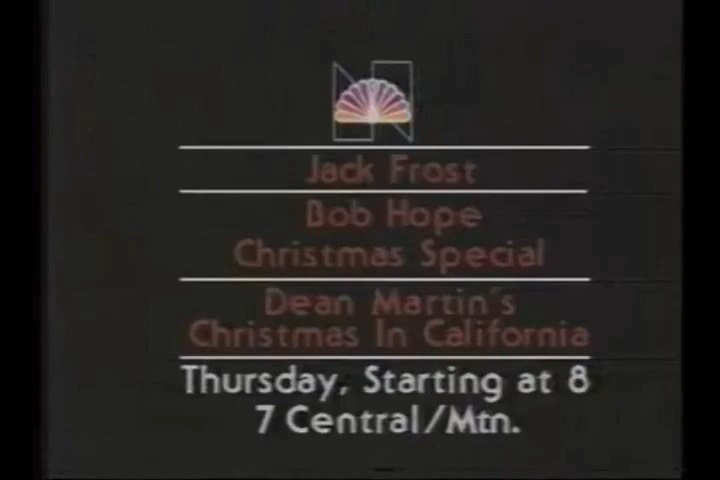 Jack Frost
Bob Hope
Christmas Special
Dean Martin's
Christmas In California
Thursday, Starting at 8
7 Central/Mtn.